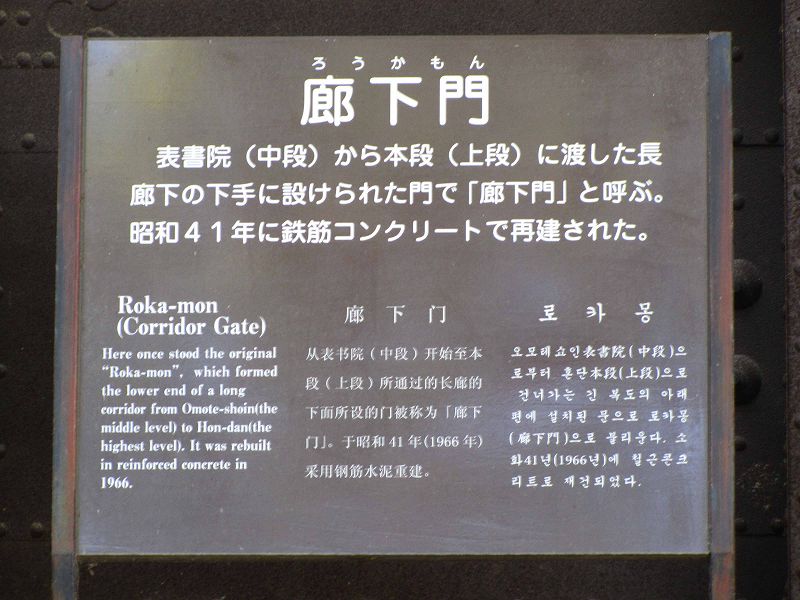 ろうかもん
廊下門
表書院（中段）から本段（上段）に渡した長
廊下の下手に設けられた門で「廊下門」と呼ぶ。
昭和４１年に鉄筋コンクリートで再建された。
Roka-mon
(Corridor Gate)
Here once stood the original
“Roka-mon”, which formed
the lower end of a long
corridor from Omote-shoin(the
middle level) to Hon-dan(the
highest level). It was rebuilt
in reinforced concrete in
1966.
廊下门
从表书院（中段）开始至本
段（上段）所通过的长廊的
下面所设的门被称为「廊下
门」。于昭和 41 年(1966 年)
采用钢筋水泥重建。
로카몽
오모테쇼인表書院(中段)으
로부터 혼단本段(上段)으로
건너가는 긴 복도의 아래
편에 설치된 문으로 로카몽
(廊下門)으로 불리운다. 소
화41년(1966년)에 철근콘크
리트로 재건되었다.